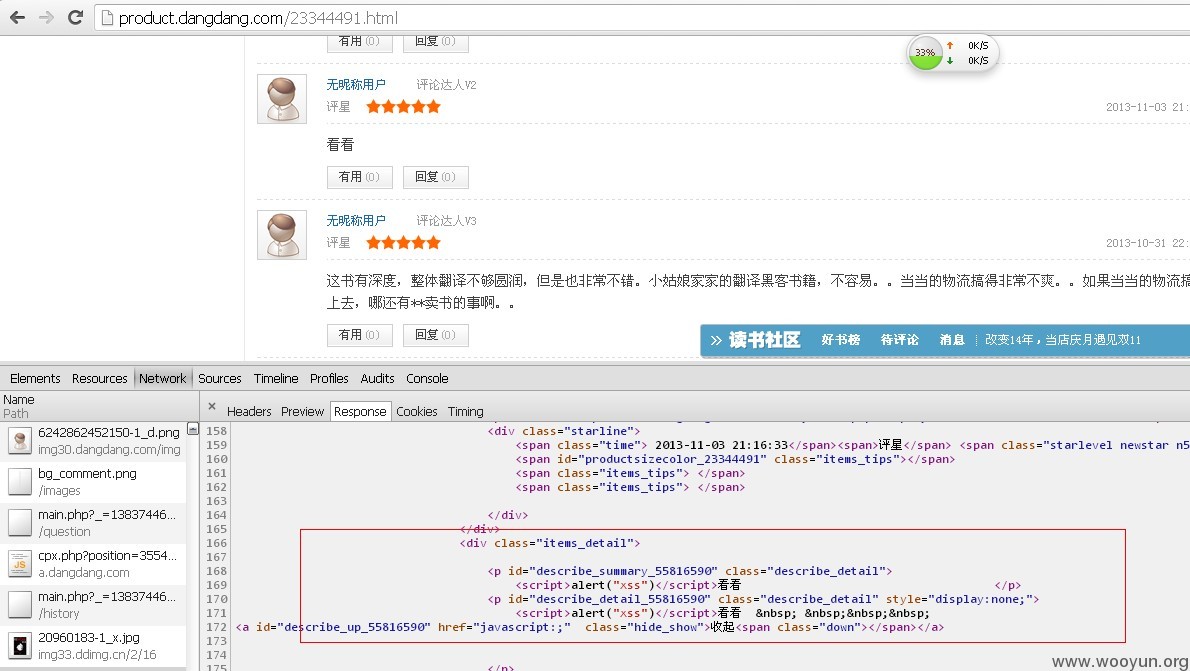 product.dangdang.com/23344491.html
有用 (0) 回复 (0)
33% 0K/S
0K/S
无昵称用户 评论达人V2
评星 2013-11-03 21:
看看
有用 (0) 回复 (0)
无昵称用户 评论达人V3
评星 2013-10-31 22:
这书有深度，整体翻译不够圆润，但是也非常不错。小姑娘家家的翻译黑客书籍，不容易。。当当的物流搞得非常不爽。。如果当当的物流搞
上去，哪还有**卖书的事啊。。
有用 (0) 回复 (0)
读书社区 好书榜 待评论 消息 改变14年，当店庆月遇见双11
Elements Resources Network Sources Timeline Profiles Audits Console
Name
Path
× Headers Preview Response Cookies Timing
6242862452150-1_d.png
img30.dangdang.com/img
bg_comment.png
/images
main.php?_=13837446...
/question
cpx.php?position=3554...
a.dangdang.com
JS
main.php?_=13837446...
/history
20960183-1_x.jpg
img33.ddimg.cn/2/16
158 <div class="starline">
159 <span class="time"> 2013-11-03 21:16:33</span><span>评星</span> <span class="starlevel newstar n5
160 <span id="productsizecolor_23344491" class="items_tips"></span>
161 <span class="items_tips"> </span>
162 <span class="items_tips"> </span>
163
164 </div>
165 </div>
166 <div class="items_detail">
167
168 <p id="describe_summary_55816590" class="describe_detail">
169 <script>alert("xss")</script>看看 </p>
170 <p id="describe_detail_55816590" class="describe_detail" style="display:none;">
171 <script>alert("xss")</script>看看 &nbsp; &nbsp;&nbsp;&nbsp;
172 <a id="describe_up_55816590" href="javascript:;" class="hide_show">收起<span class="down"></span></a>
173
174
175 </p>
www.wooyun.org